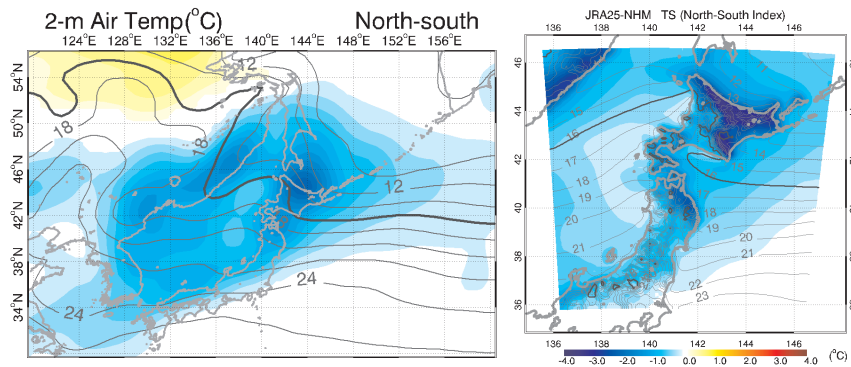 2-m Air Temp(°C) North-south
124°E 128°E 132°E 136°E 140°E 144°E 148°E 152°E 156°E
54°N
50°N
46°N
42°N
38°N
34°N
12
18
18
12
24
24
JRA25-NHM TS (North-South Index)
136 138 140 142 144 146
46
44
42
40
38
36
13
15
16
17
18
19
20
21
20
21
22
23
136 138 140 142 144 146
-4.0 -3.0 -2.0 -1.0 0.0 1.0 2.0 3.0 4.0 (°C)